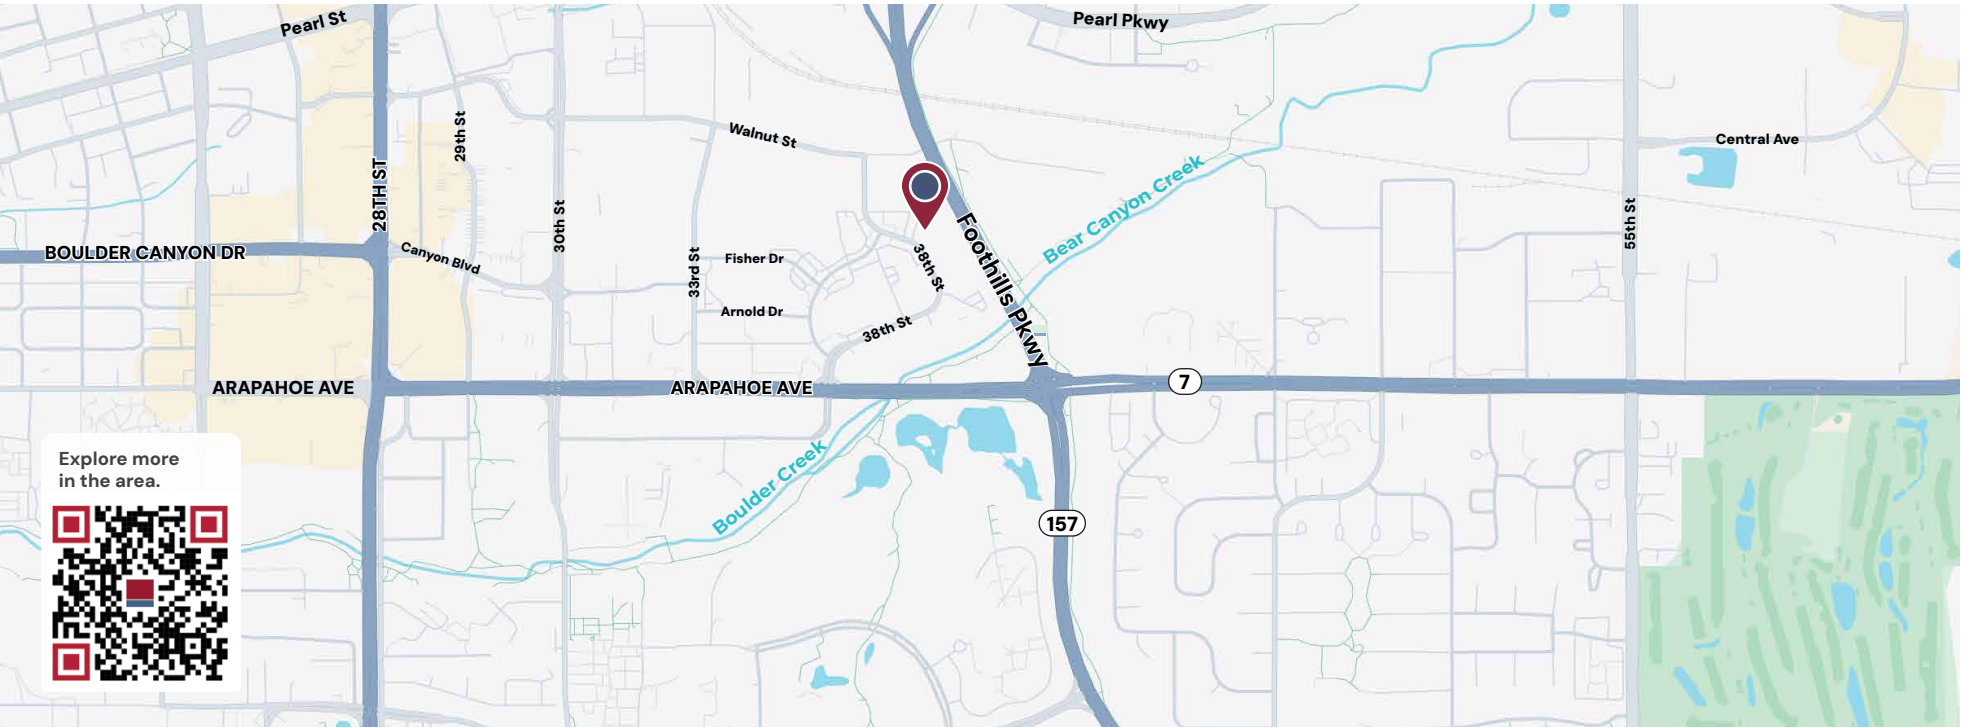 Pearl St
Pearl Pkwy
29th St
Walnut St
Central Ave
28TH ST
Bear Canyon Creek
30th St
55th St
BOULDER CANYON DR
Canyon Blvd
33rd St
Fisher Dr
38th St
Foothills Pkwy
Arnold Dr
38th St
ARAPAHOE AVE
ARAPAHOE AVE
7
Boulder Creek
157
Explore more
in the area.